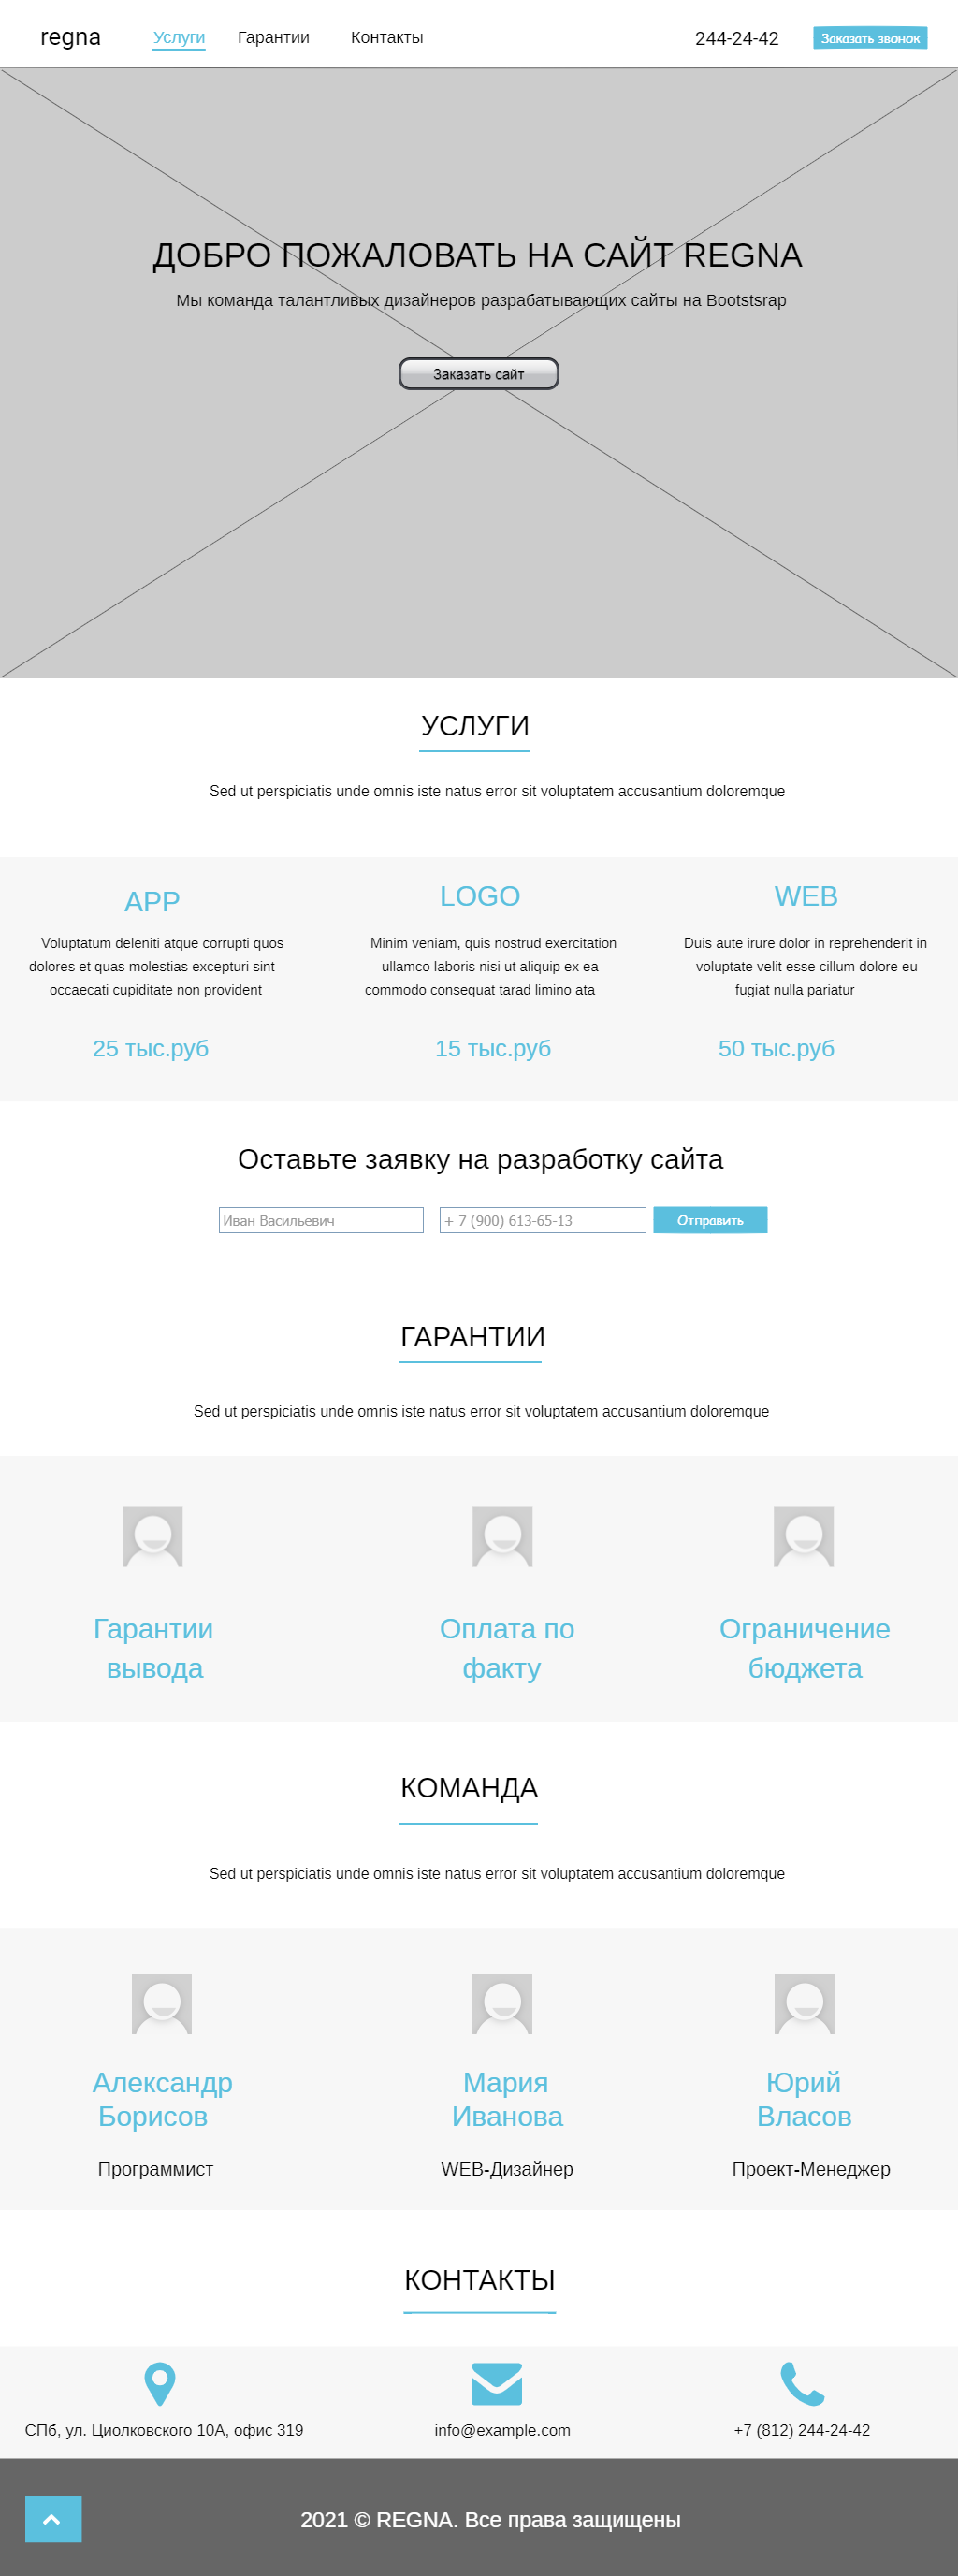 regna Услуги Гарантии Контакты 244-24-42 Заказать звонок
ДОБРО ПОЖАЛОВАТЬ НА САЙТ REGNA
Мы команда талантливых дизайнеров разрабатывающих сайты на Bootstsrap
Заказать сайт
УСЛУГИ
Sed ut perspiciatis unde omnis iste natus error sit voluptatem accusantium doloremque
APP
Voluptatum deleniti atque corrupti quos
dolores et quas molestias excepturi sint
occaecati cupiditate non provident
25 тыс.руб
LOGO
Minim veniam, quis nostrud exercitation
ullamco laboris nisi ut aliquip ex ea
commodo consequat tarad limino ata
15 тыс.руб
WEB
Duis aute irure dolor in reprehenderit in
voluptate velit esse cillum dolore eu
fugiat nulla pariatur
50 тыс.руб
Оставьте заявку на разработку сайта
Иван Васильевич + 7 (900) 613-65-13 Отправить
ГАРАНТИИ
Sed ut perspiciatis unde omnis iste natus error sit voluptatem accusantium doloremque
Гарантии
вывода
Оплата по
факту
Ограничение
бюджета
КОМАНДА
Sed ut perspiciatis unde omnis iste natus error sit voluptatem accusantium doloremque
Александр
Борисов
Программист
Мария
Иванова
WEB-Дизайнер
Юрий
Власов
Проект-Менеджер
КОНТАКТЫ
СПб, ул. Циолковского 10А, офис 319
info@example.com
+7 (812) 244-24-42
2021 © REGNA. Все права защищены